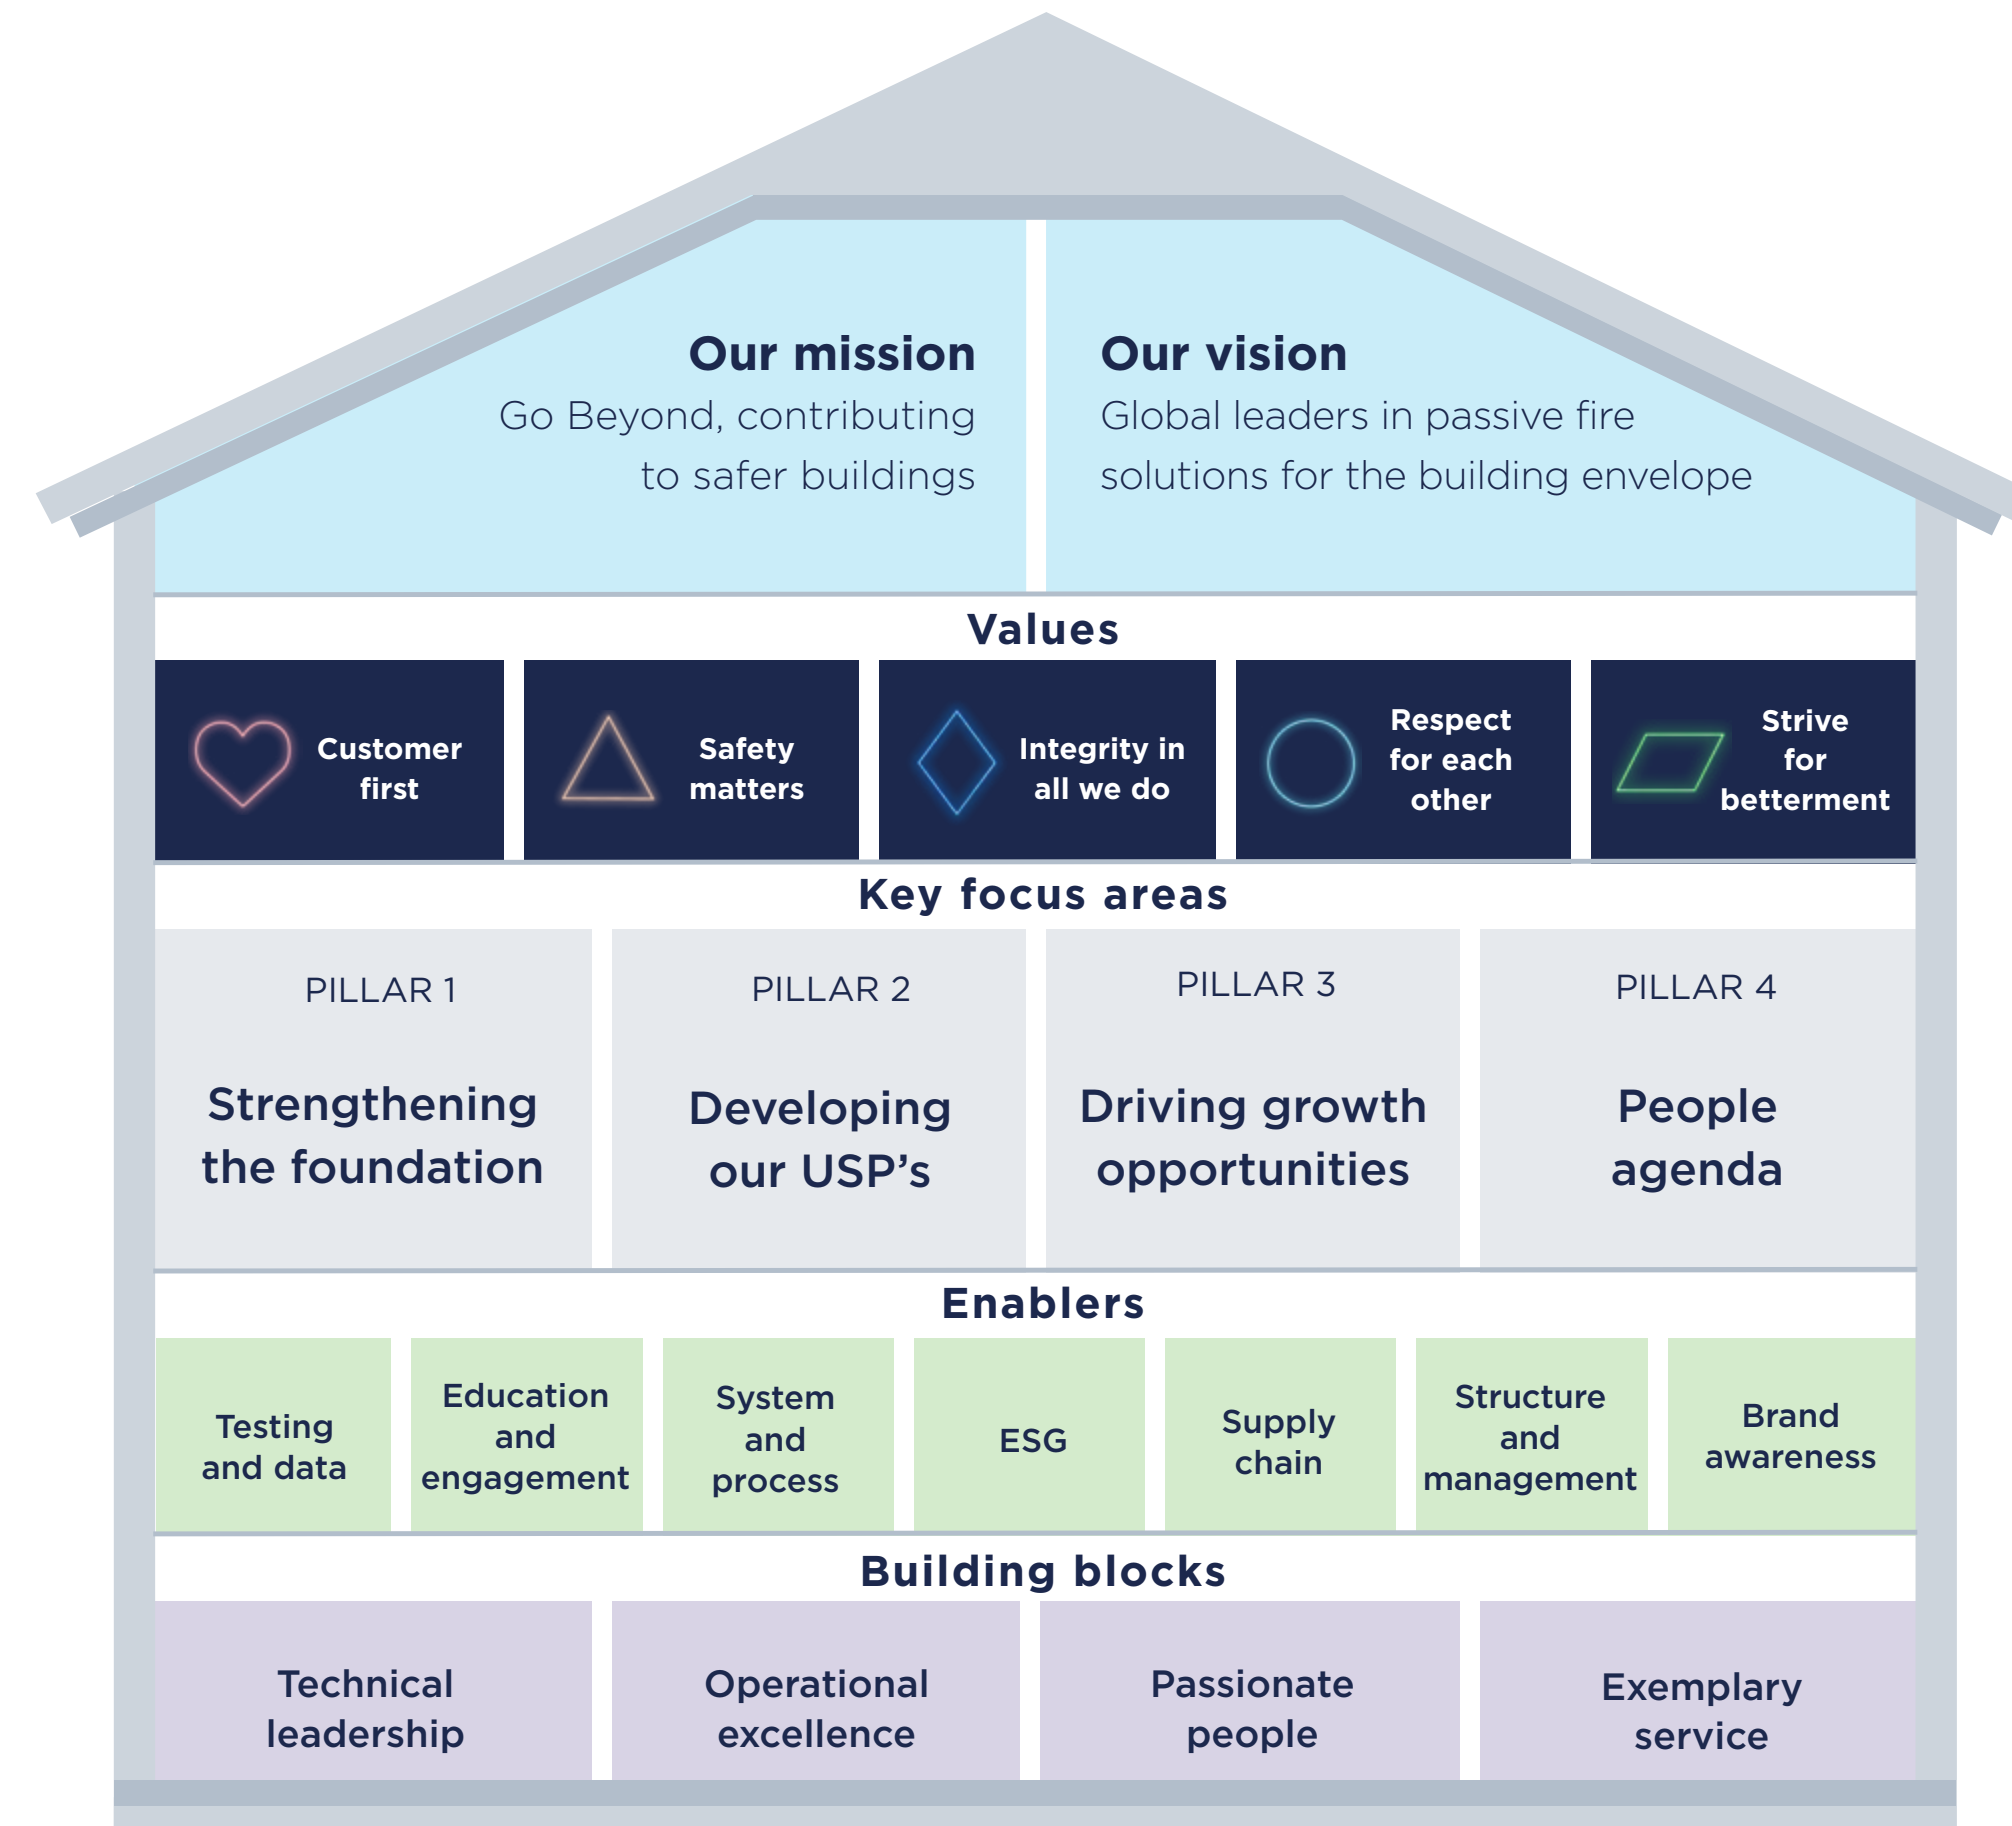 Our mission
Go Beyond, contributing
to safer buildings
Our vision
Global leaders in passive fire
solutions for the building envelope
Values
Customer
first
Safety
matters
Integrity in
all we do
Respect
for each
other
Strive
for
betterment
Key focus areas
PILLAR 1
Strengthening
the foundation
PILLAR 2
Developing
our USP’s
PILLAR 3
Driving growth
opportunities
PILLAR 4
People
agenda
Enablers
Testing
and data
Education
and
engagement
System
and
process
ESG
Supply
chain
Structure
and
management
Brand
awareness
Building blocks
Technical
leadership
Operational
excellence
Passionate
people
Exemplary
service